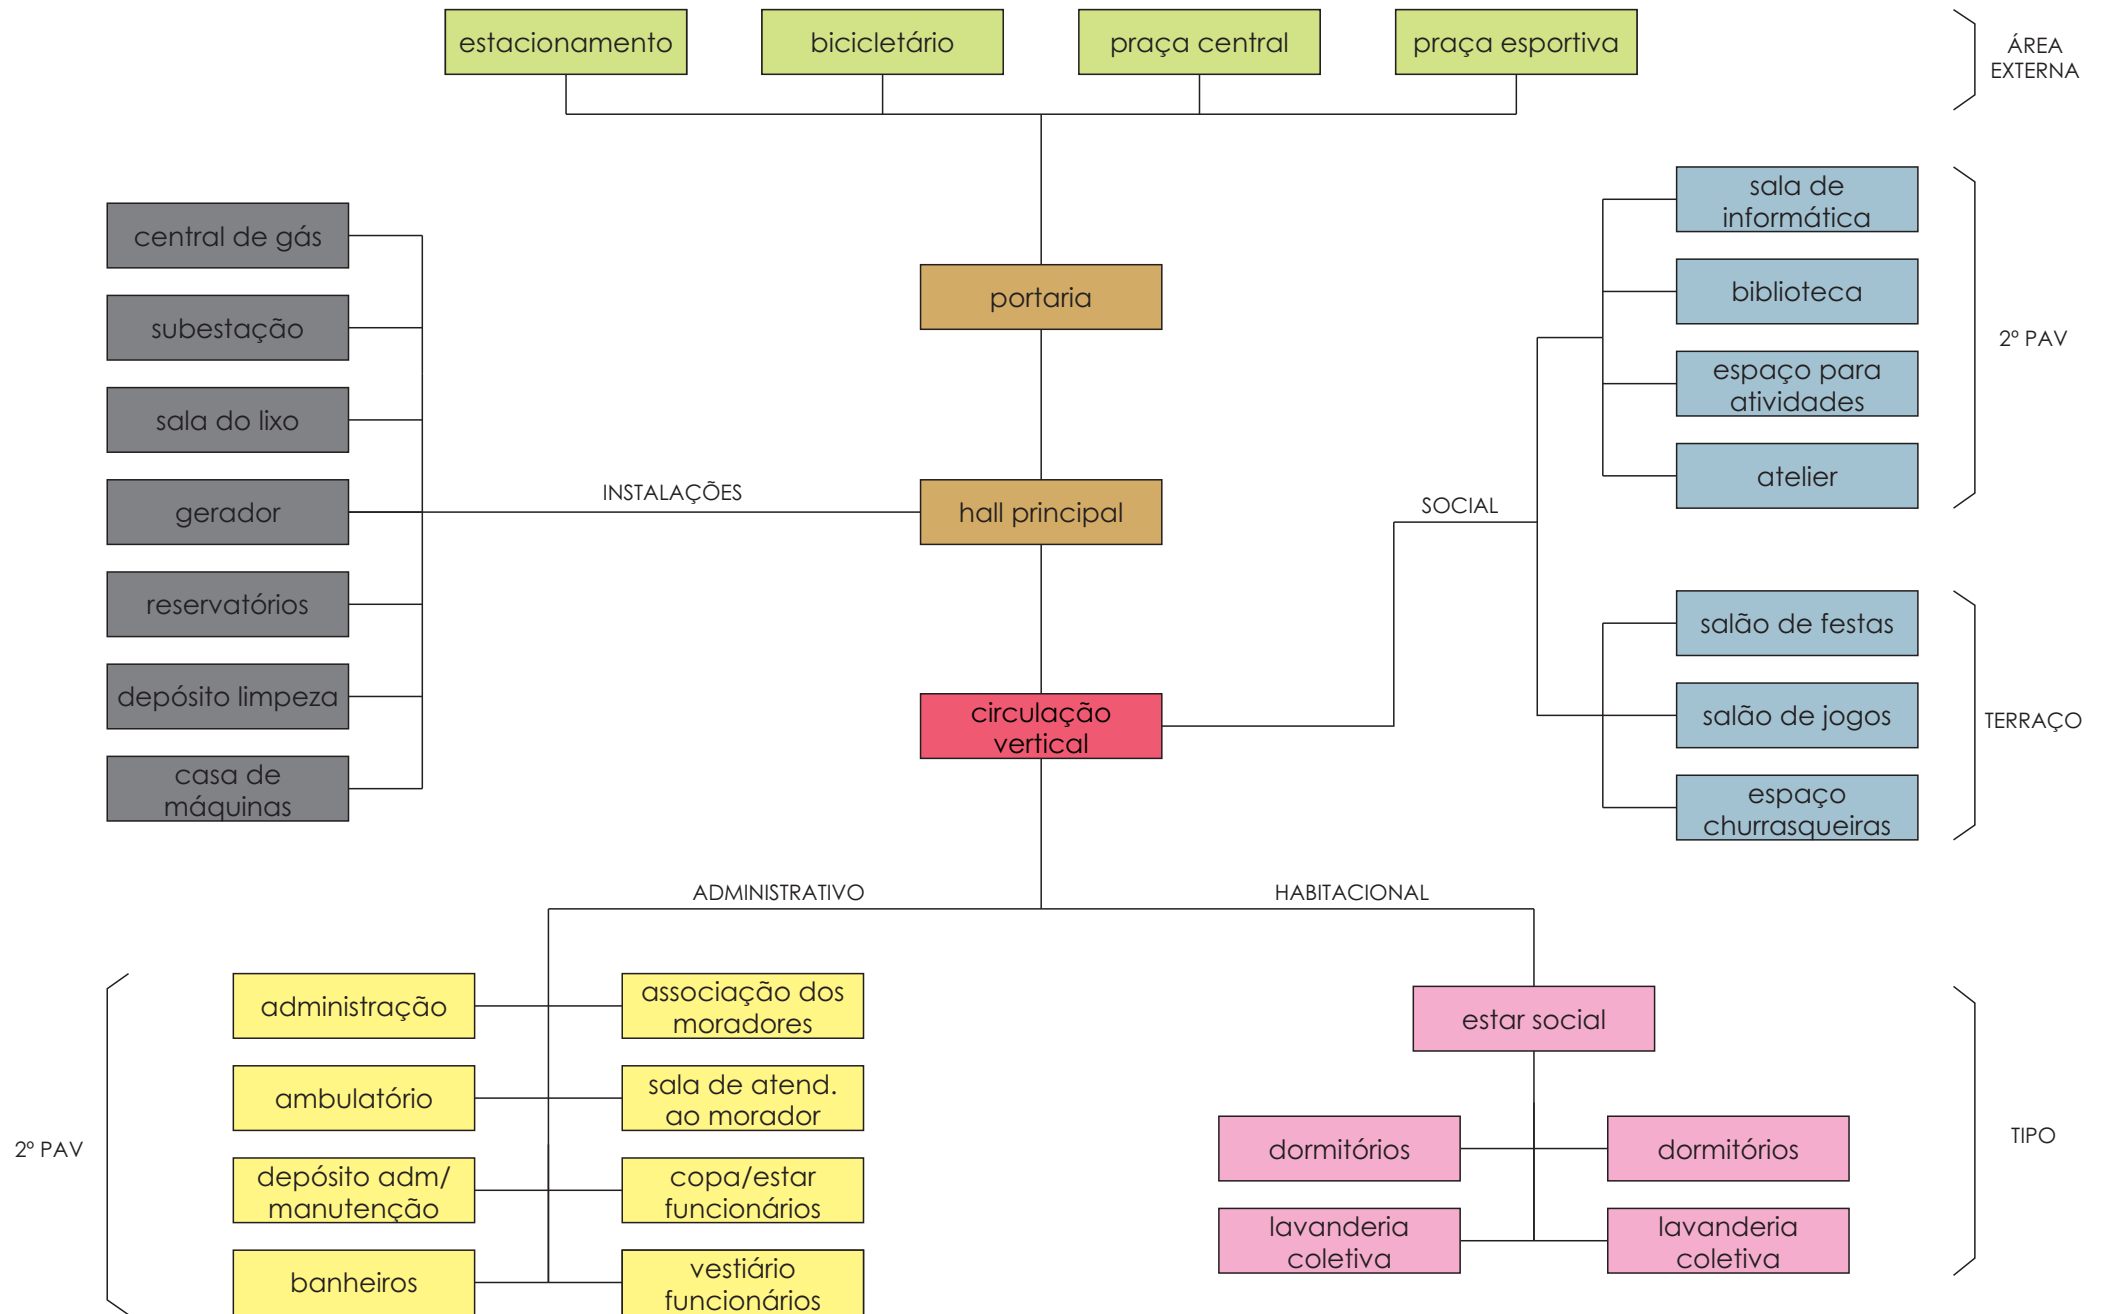 estacionamento
bicicletário
praça central
praça esportiva
ÁREA
EXTERNA
central de gás
subestação
sala do lixo
gerador
reservatórios
depósito limpeza
casa de
máquinas
INSTALAÇÕES
portaria
hall principal
circulação
vertical
SOCIAL
sala de
informática
biblioteca
espaço para
atividades
atelier
2º PAV
salão de festas
salão de jogos
espaço
churrasqueiras
TERRAÇO
ADMINISTRATIVO
HABITACIONAL
2º PAV
administração
associação dos
moradores
ambulatório
sala de atend.
ao morador
depósito adm/
manutenção
copa/estar
funcionários
banheiros
vestiário
funcionários
estar social
dormitórios
dormitórios
lavanderia
coletiva
lavanderia
coletiva
TIPO